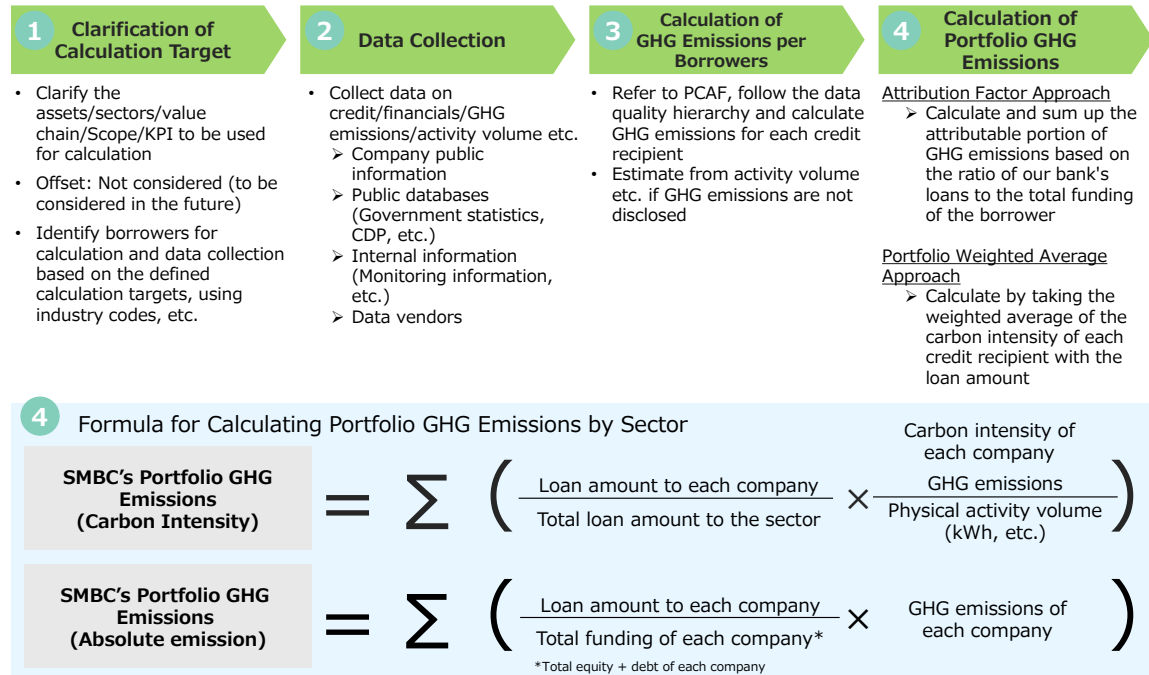 1
Clarification of
Calculation Target
• Clarify the
assets/sectors/value
chain/Scope/KPI to be used
for calculation
• Offset: Not considered (to be
considered in the future)
• Identify borrowers for
calculation and data collection
based on the defined
calculation targets, using
industry codes, etc.
2
Data Collection
• Collect data on
credit/financials/GHG
emissions/activity volume etc.
➢ Company public
information
➢ Public databases
(Government statistics,
CDP, etc.)
➢ Internal information
(Monitoring information,
etc.)
➢ Data vendors
3
Calculation of
GHG Emissions per
Borrowers
• Refer to PCAF, follow the data
quality hierarchy and calculate
GHG emissions for each credit
recipient
• Estimate from activity volume
etc. if GHG emissions are not
disclosed
4
Calculation of
Portfolio GHG
Emissions
Attribution Factor Approach
➢ Calculate and sum up the
attributable portion of
GHG emissions based on
the ratio of our bank's
loans to the total funding
of the borrower
Portfolio Weighted Average
Approach
➢ Calculate by taking the
weighted average of the
carbon intensity of each
credit recipient with the
loan amount
4
Formula for Calculating Portfolio GHG Emissions by Sector
SMBC's Portfolio GHG
Emissions
(Carbon Intensity)
= ∑ (
Loan amount to each company
Total loan amount to the sector
×
Carbon intensity of
each company
GHG emissions
Physical activity volume
(kWh, etc.)
)
SMBC's Portfolio GHG
Emissions
(Absolute emission)
= ∑ (
Loan amount to each company
Total funding of each company*
×
GHG emissions of
each company
)
*Total equity + debt of each company